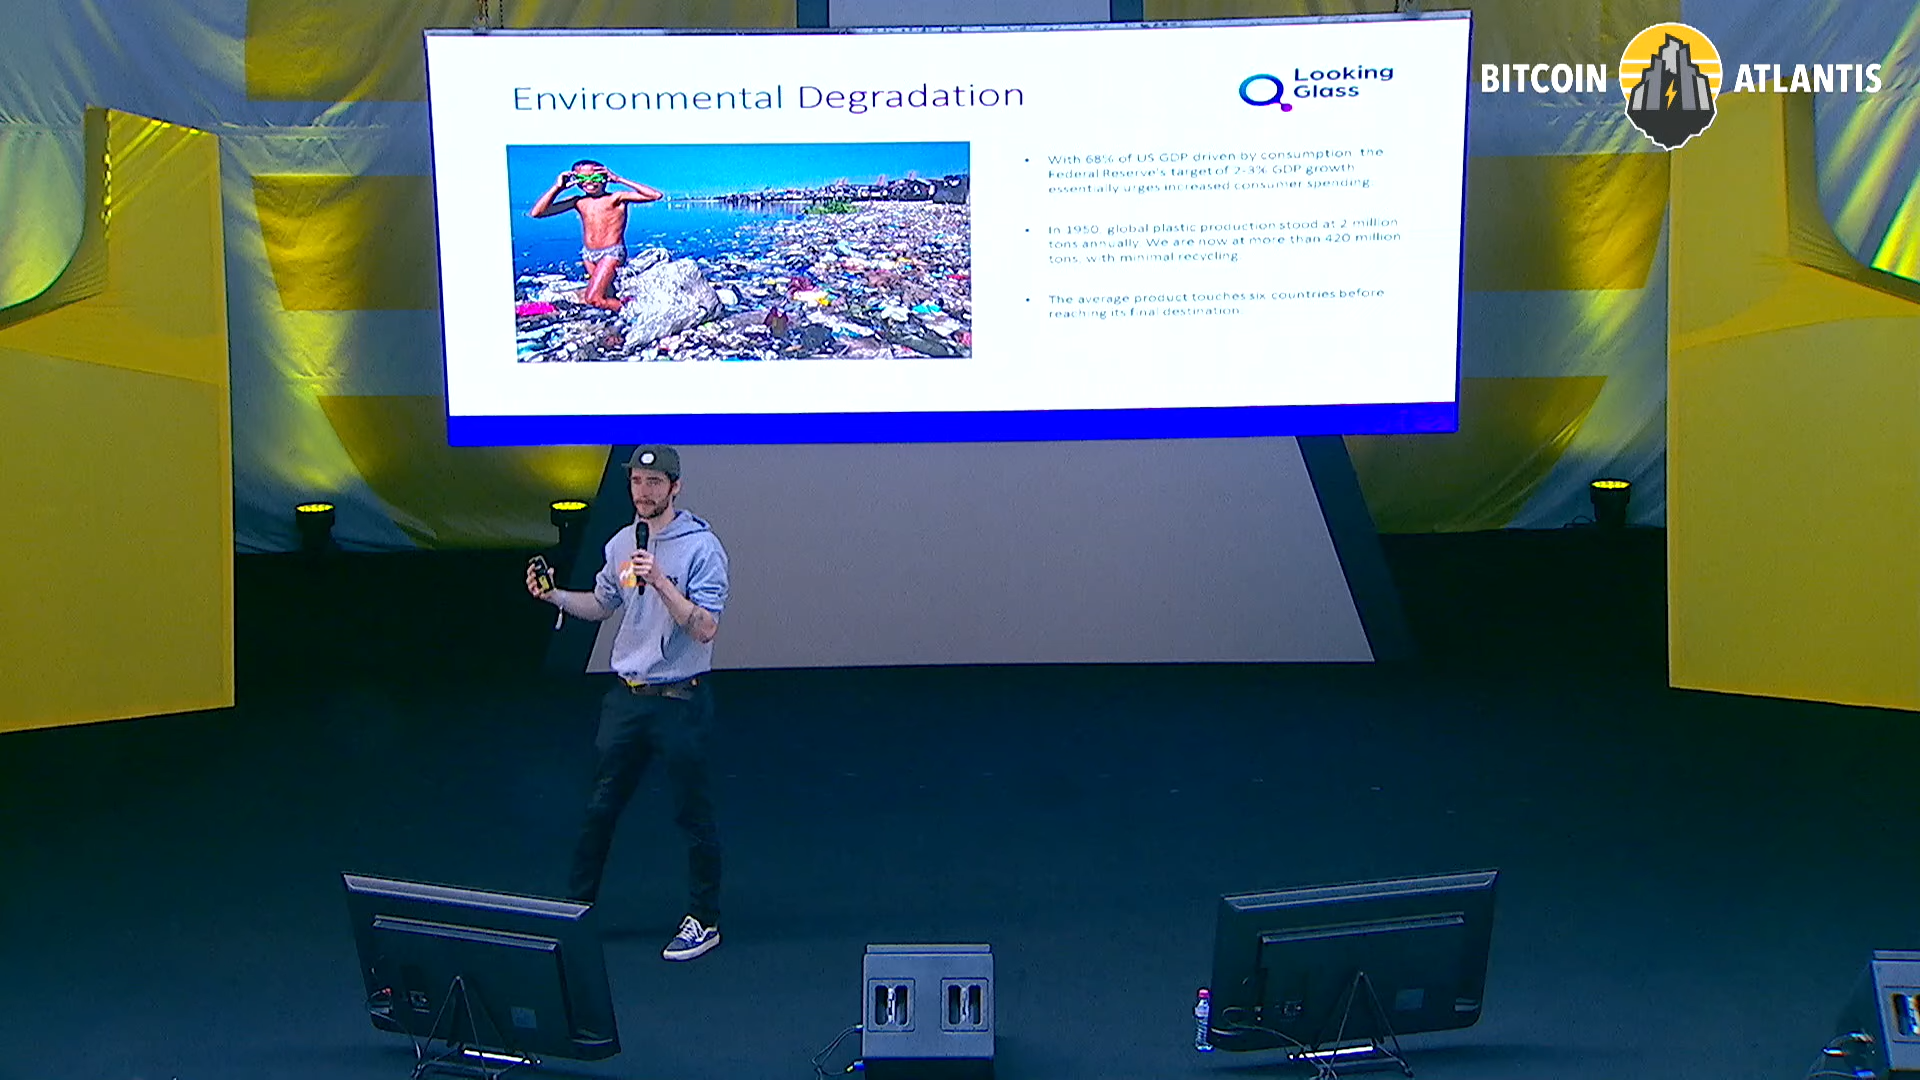 Environmental Degradation
Looking
Glass
BITCOIN ATLANTIS
• With 68% of US GDP driven by consumption, the
Federal Reserve's target of 2-3% GDP growth
essentially urges increased consumer spending.
• In 1950, global plastic production stood at 2 million
tons annually. We are now at more than 420 million
tons, with minimal recycling.
• The average product touches six countries before
reaching its final destination.